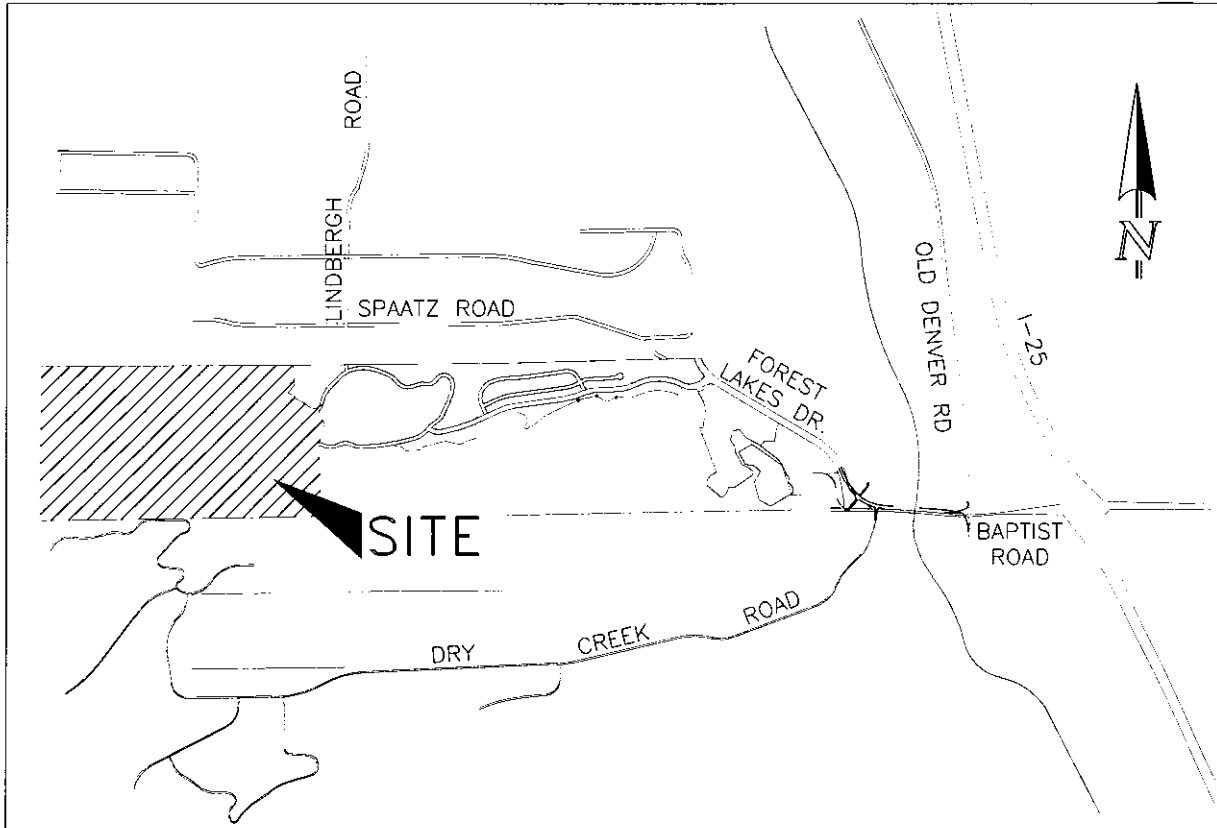 LINDBERGH ROAD
SPAATZ ROAD
FOREST
LAKES DR.
OLD DENVER RD
I-25
N
SITE
BAPTIST
ROAD
DRY CREEK ROAD